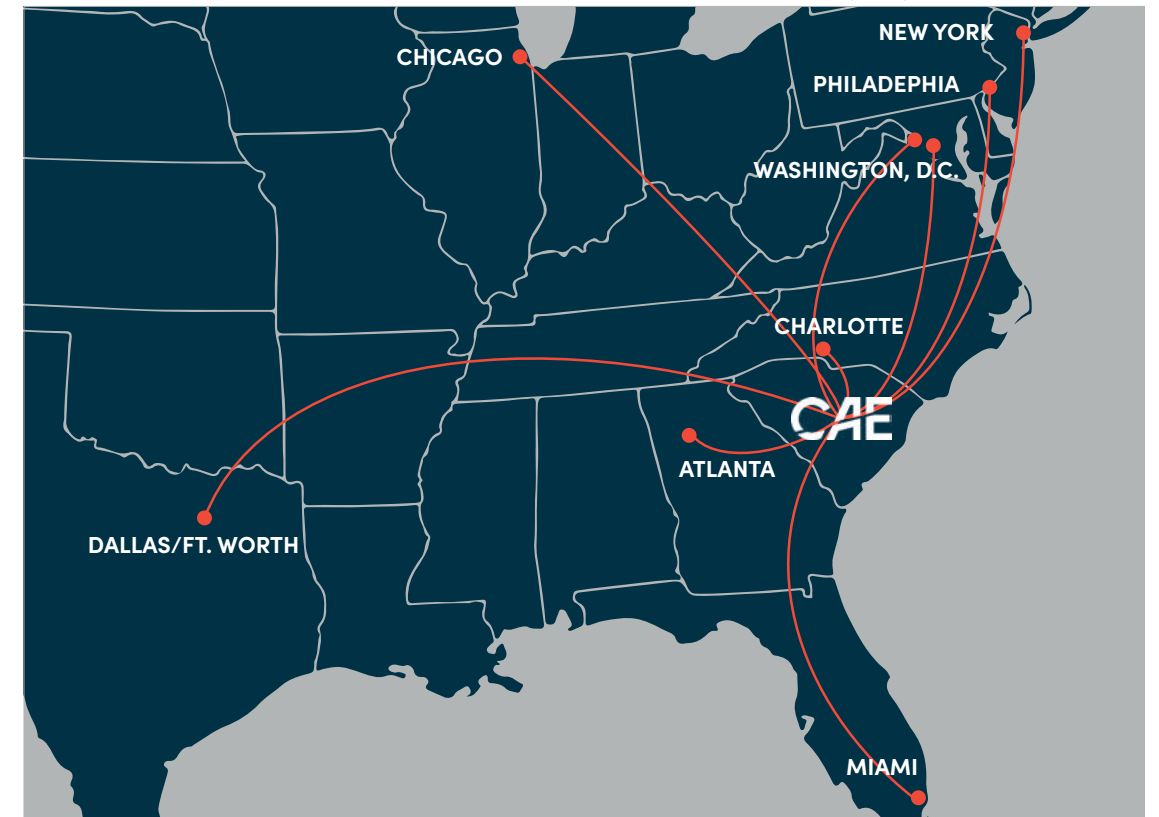 NEW YORK
CHICAGO
PHILADEPHIA
WASHINGTON, D.C.
CHARLOTTE
CAE
ATLANTA
DALLAS/FT. WORTH
MIAMI